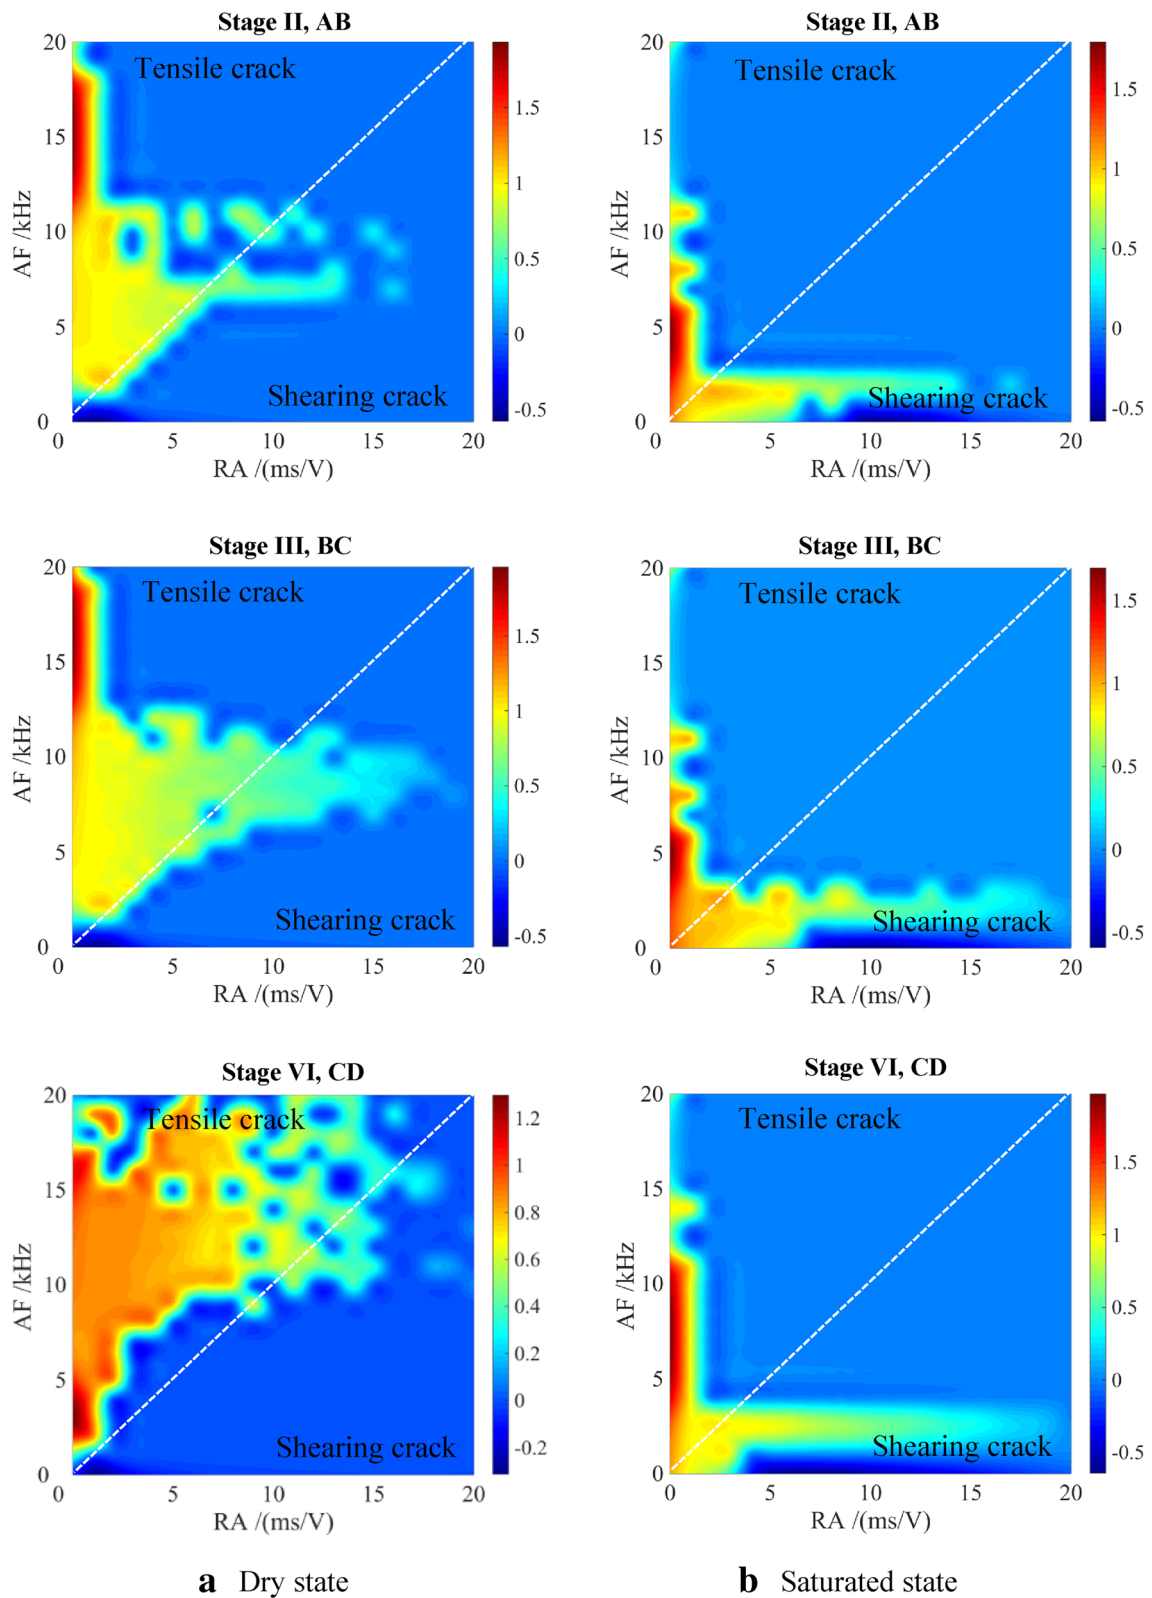 Stage II, AB
20
15
10
5
0
AF /kHz
Tensile crack
Shearing crack
0
5
10
15
20
RA /(ms/V)
1.5
1
0.5
0
-0.5
Stage II, AB
20
15
10
5
0
AF /kHz
Tensile crack
Shearing crack
0
5
10
15
20
RA /(ms/V)
1.5
1
0.5
0
-0.5
Stage III, BC
20
15
10
5
0
AF /kHz
Tensile crack
Shearing crack
0
5
10
15
20
RA /(ms/V)
1.5
1
0.5
0
-0.5
Stage III, BC
20
15
10
5
0
AF /kHz
Tensile crack
Shearing crack
0
5
10
15
20
RA /(ms/V)
1.5
1
0.5
0
-0.5
Stage VI, CD
20
15
10
5
0
AF /kHz
Tensile crack
Shearing crack
0
5
10
15
20
RA /(ms/V)
1.2
1
0.8
0.6
0.4
0.2
0
-0.2
Stage VI, CD
20
15
10
5
0
AF /kHz
Tensile crack
Shearing crack
0
5
10
15
20
RA /(ms/V)
1.5
1
0.5
0
-0.5
a Dry state
b Saturated state